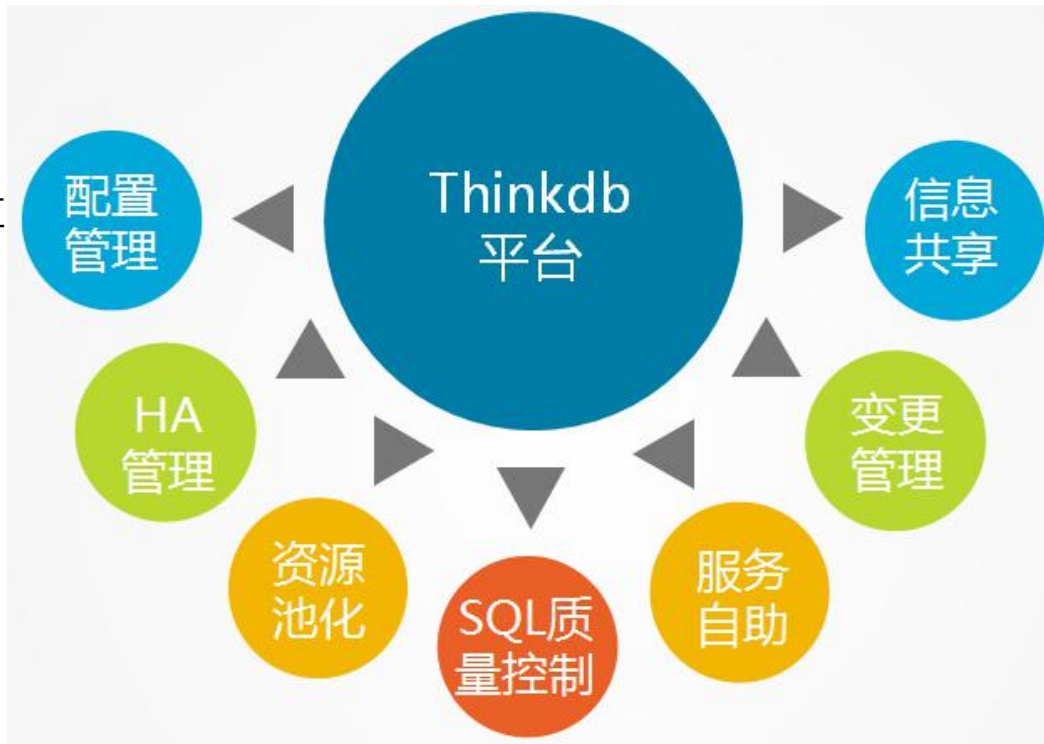 Thinkdb
平台
配置
管理
信息
共享
HA
管理
变更
管理
资源
池化
SQL质
量控制
服务
自助